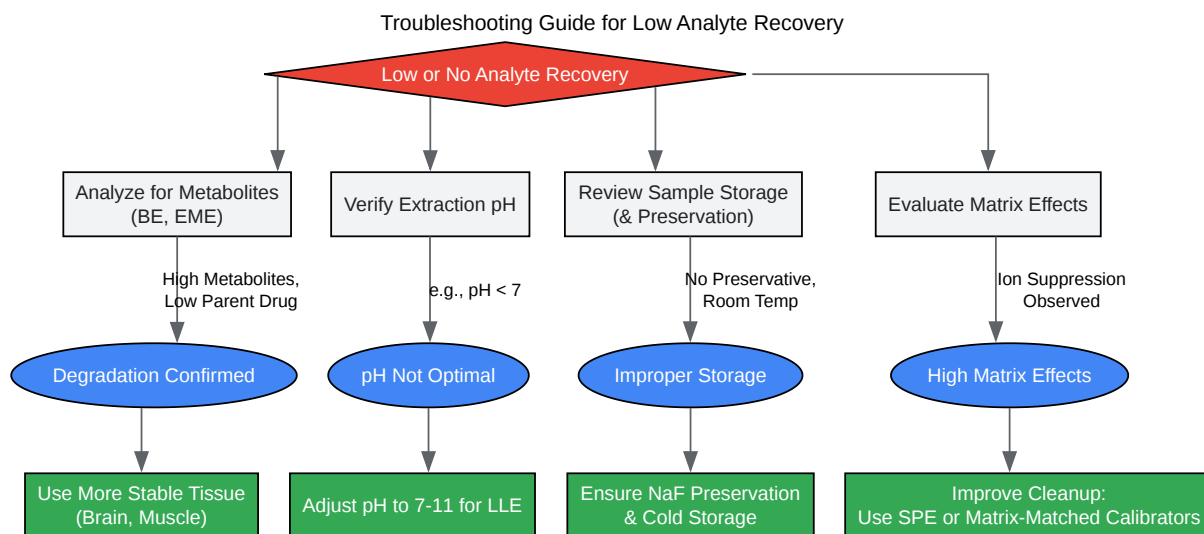 Troubleshooting Guide for Low Analyte Recovery
Low or No Analyte Recovery
Analyze for Metabolites
(BE, EME)
Verify Extraction pH
Review Sample Storage
(& Preservation)
Evaluate Matrix Effects
High Metabolites,
Low Parent Drug
e.g., pH < 7
No Preservative,
Room Temp
Ion Suppression
Observed
Degradation Confirmed
pH Not Optimal
Improper Storage
High Matrix Effects
Use More Stable Tissue
(Brain, Muscle)
Adjust pH to 7-11 for LLE
Ensure NaF Preservation
& Cold Storage
Improve Cleanup:
Use SPE or Matrix-Matched Calibrators